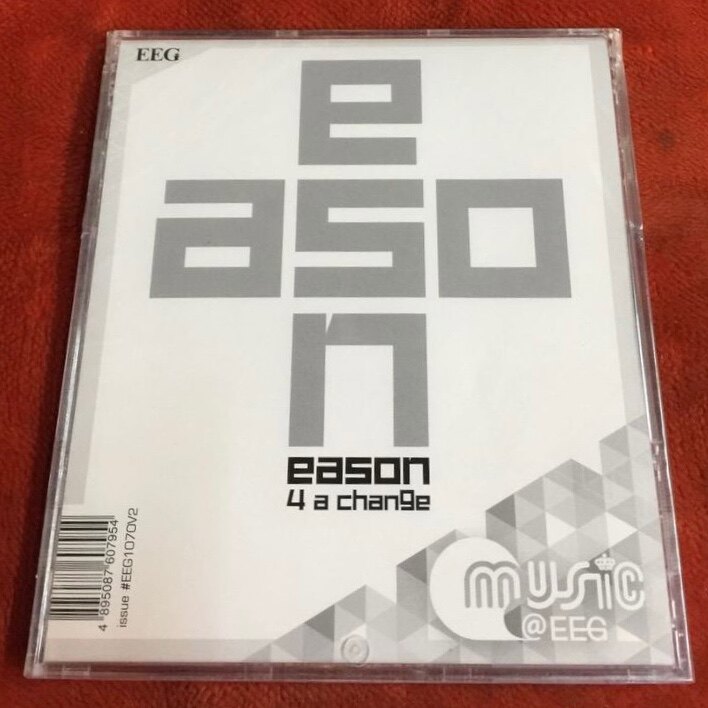 EEG
e
aso
n
eason
4 a change
4 895087 607954
issue #EEG1070V2
music
@EEG